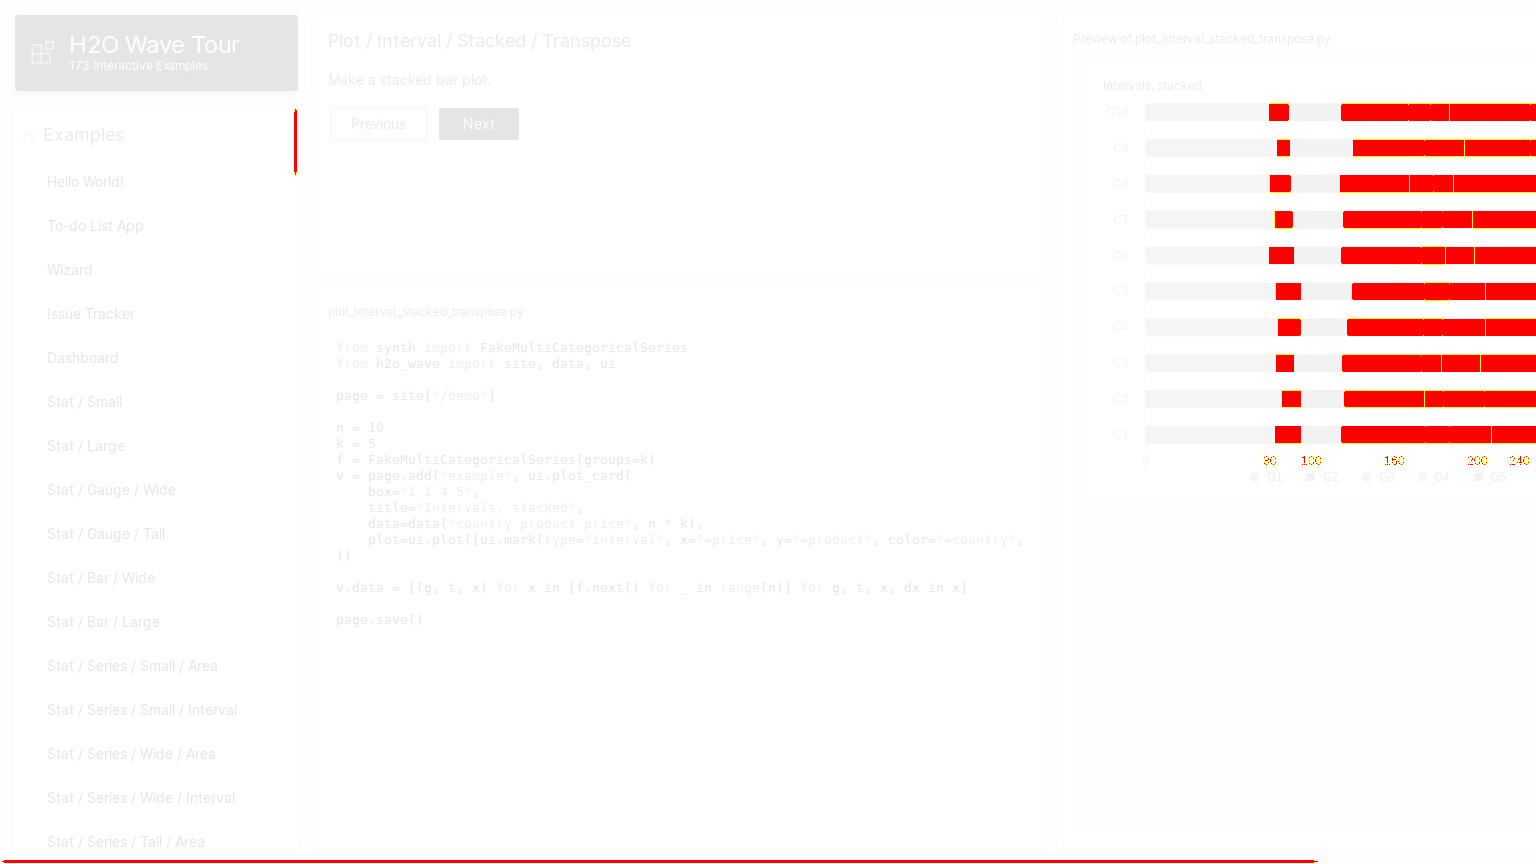 H2O Wave Tour
173 Interactive Examples
Examples
Hello World!
To-do List App
Wizard
Issue Tracker
Dashboard
Stat / Small
Stat / Large
Stat / Gauge / Wide
Stat / Gauge / Tall
Stat / Bar / Wide
Stat / Bar / Large
Stat / Series / Small / Area
Stat / Series / Small / Interval
Stat / Series / Wide / Area
Stat / Series / Wide / Interval
Stat / Series / Tall / Area
Plot / Interval / Stacked / Transpose
Make a stacked bar plot.
Previous
Next
plot_interval_stacked_transpose.py
from synth import FakeMultiCategoricalSeries
from h2o_wave import site, data, ui
page = site['/demo']
n = 10
k = 5
f = FakeMultiCategoricalSeries(groups=k)
v = page.add('example', ui.plot_card(
box='1 1 4 5',
title='Intervals, stacked',
data=data('country product price', n * k),
plot=ui.plot([ui.mark(type='interval', x='=price', y='=product', color='=country',
))
v.data = [(g, t, x) for x in [f.next() for _ in range(n)] for g, t, x, dx in x]
page.save()
Preview of plot_interval_stacked_transpose.py
Intervals, stacked
C10
C9
C8
C7
C6
C5
C4
C3
C2
C1
0 100 160 200 240
G1 G2 G3 G4 G5